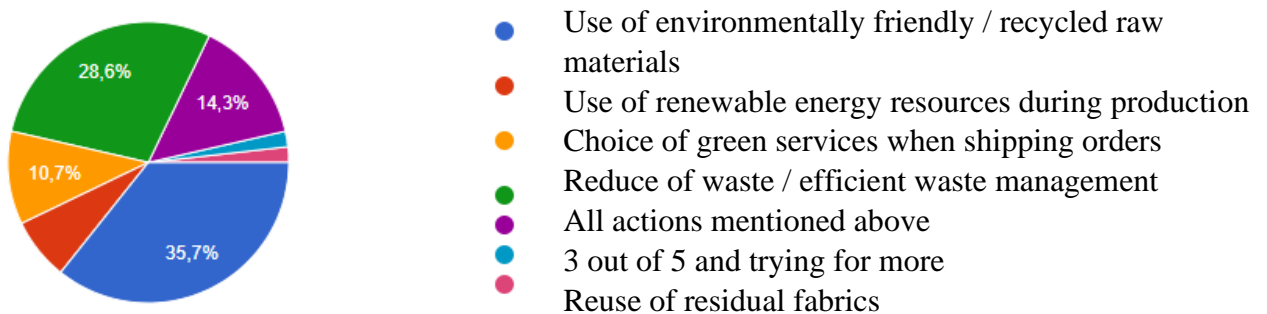 28,6%
14,3%
10,7%
35,7%
Use of environmentally friendly / recycled raw
materials
Use of renewable energy resources during production
Choice of green services when shipping orders
Reduce of waste / efficient waste management
All actions mentioned above
3 out of 5 and trying for more
Reuse of residual fabrics